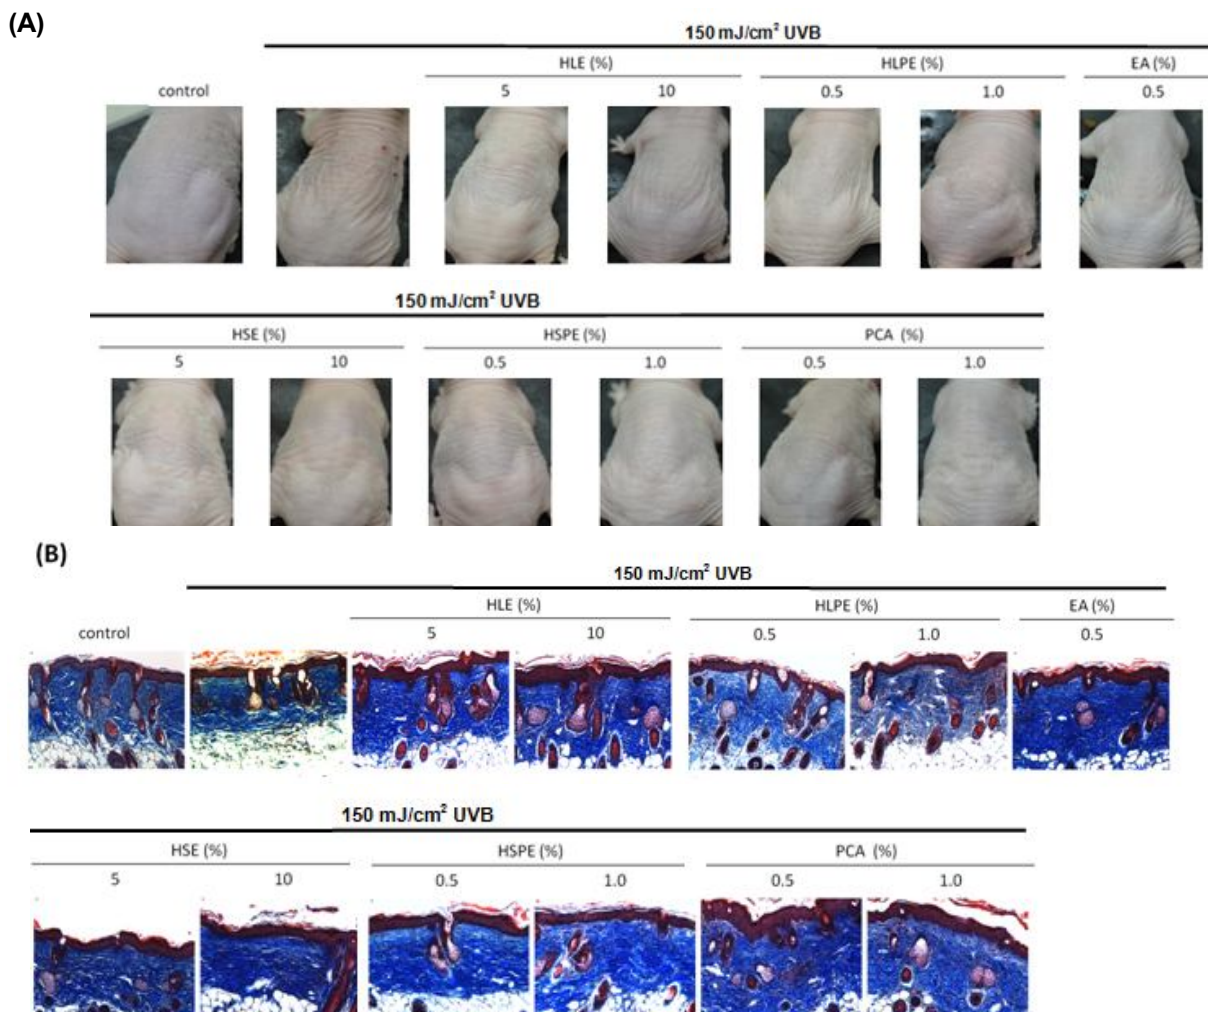 (A)
150 mJ/cm² UVB
HLE (%) HLPE (%) EA (%)
control 5 10 0.5 1.0 0.5
150 mJ/cm² UVB
HSE (%) HSPE (%) PCA (%)
5 10 0.5 1.0 0.5 1.0
(B)
150 mJ/cm² UVB
HLE (%) HLPE (%) EA (%)
control 5 10 0.5 1.0 0.5
150 mJ/cm² UVB
HSE (%) HSPE (%) PCA (%)
5 10 0.5 1.0 0.5 1.0